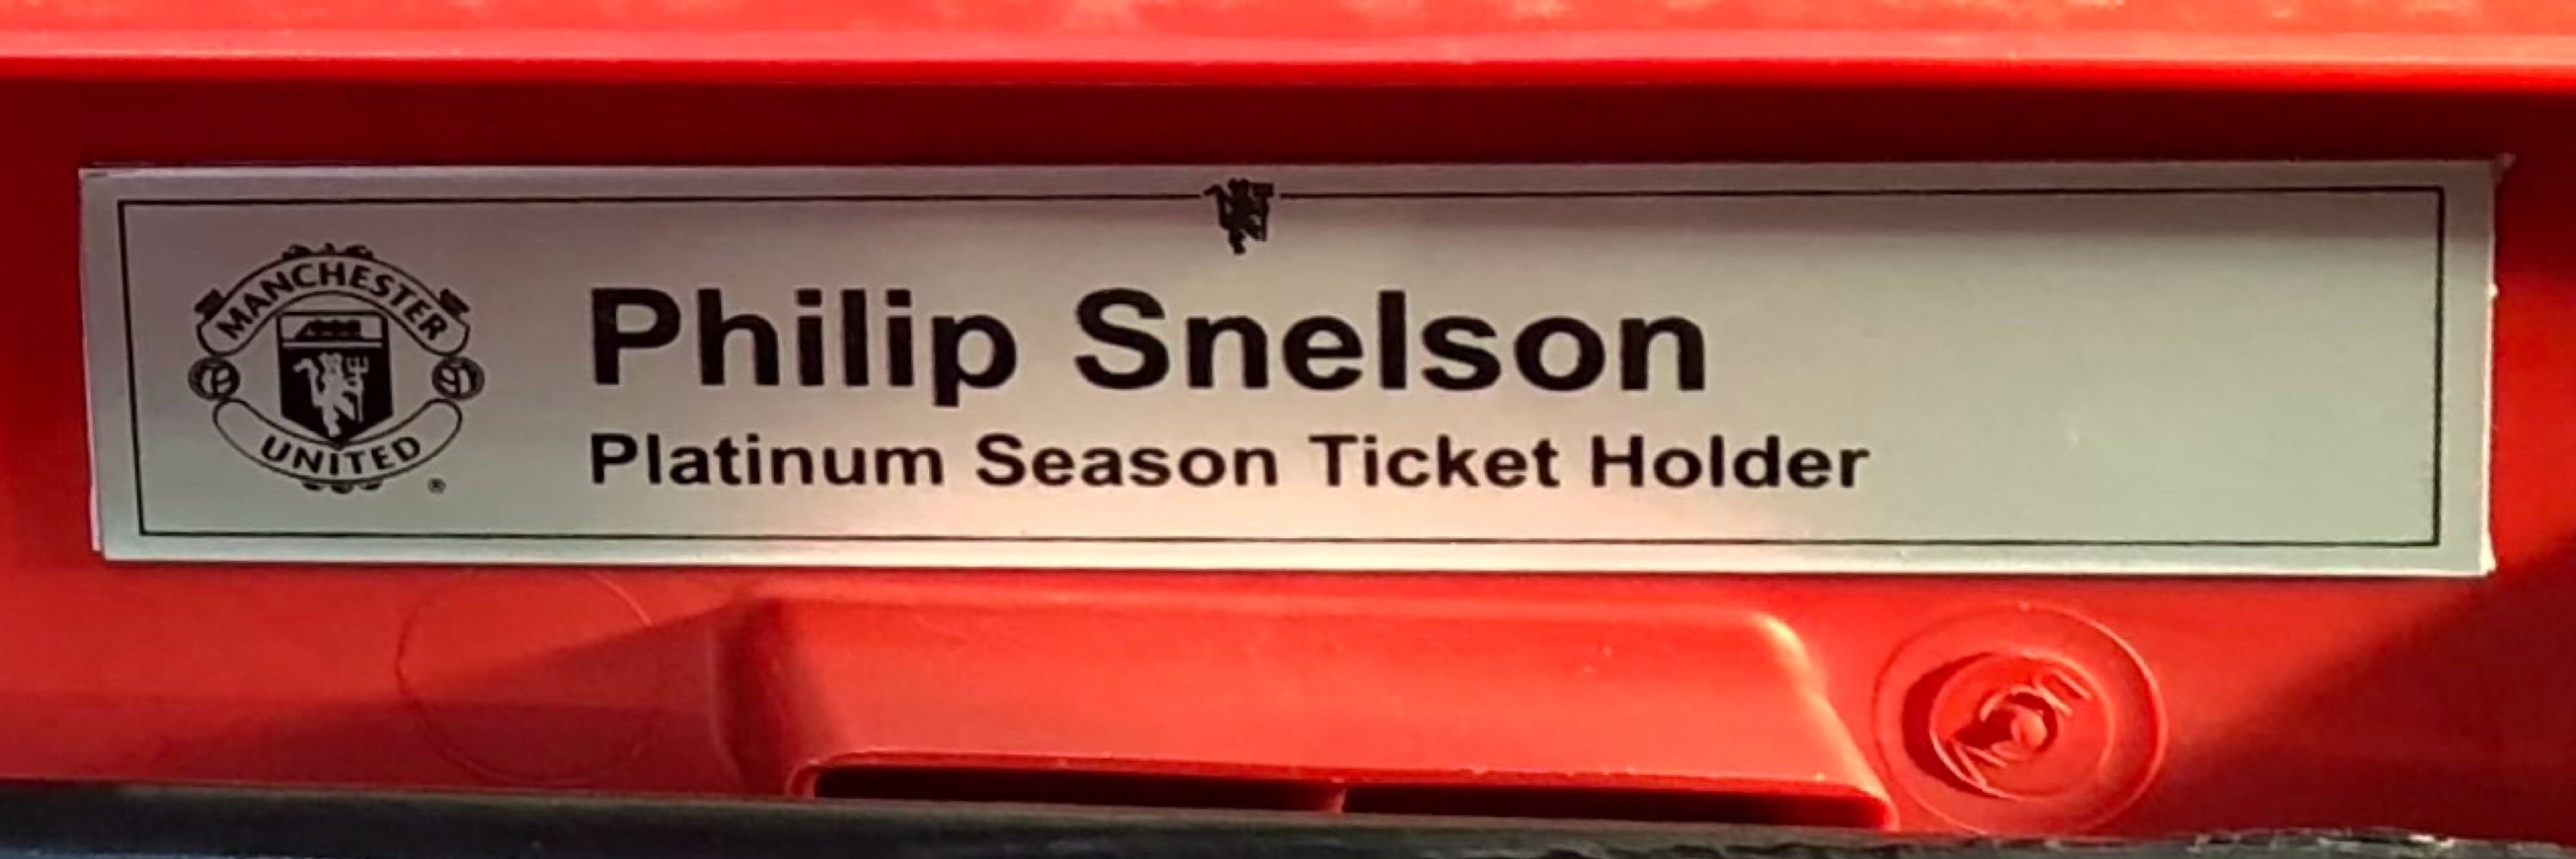 MANCHESTER
UNITED
®
Philip Snelson
Platinum Season Ticket Holder